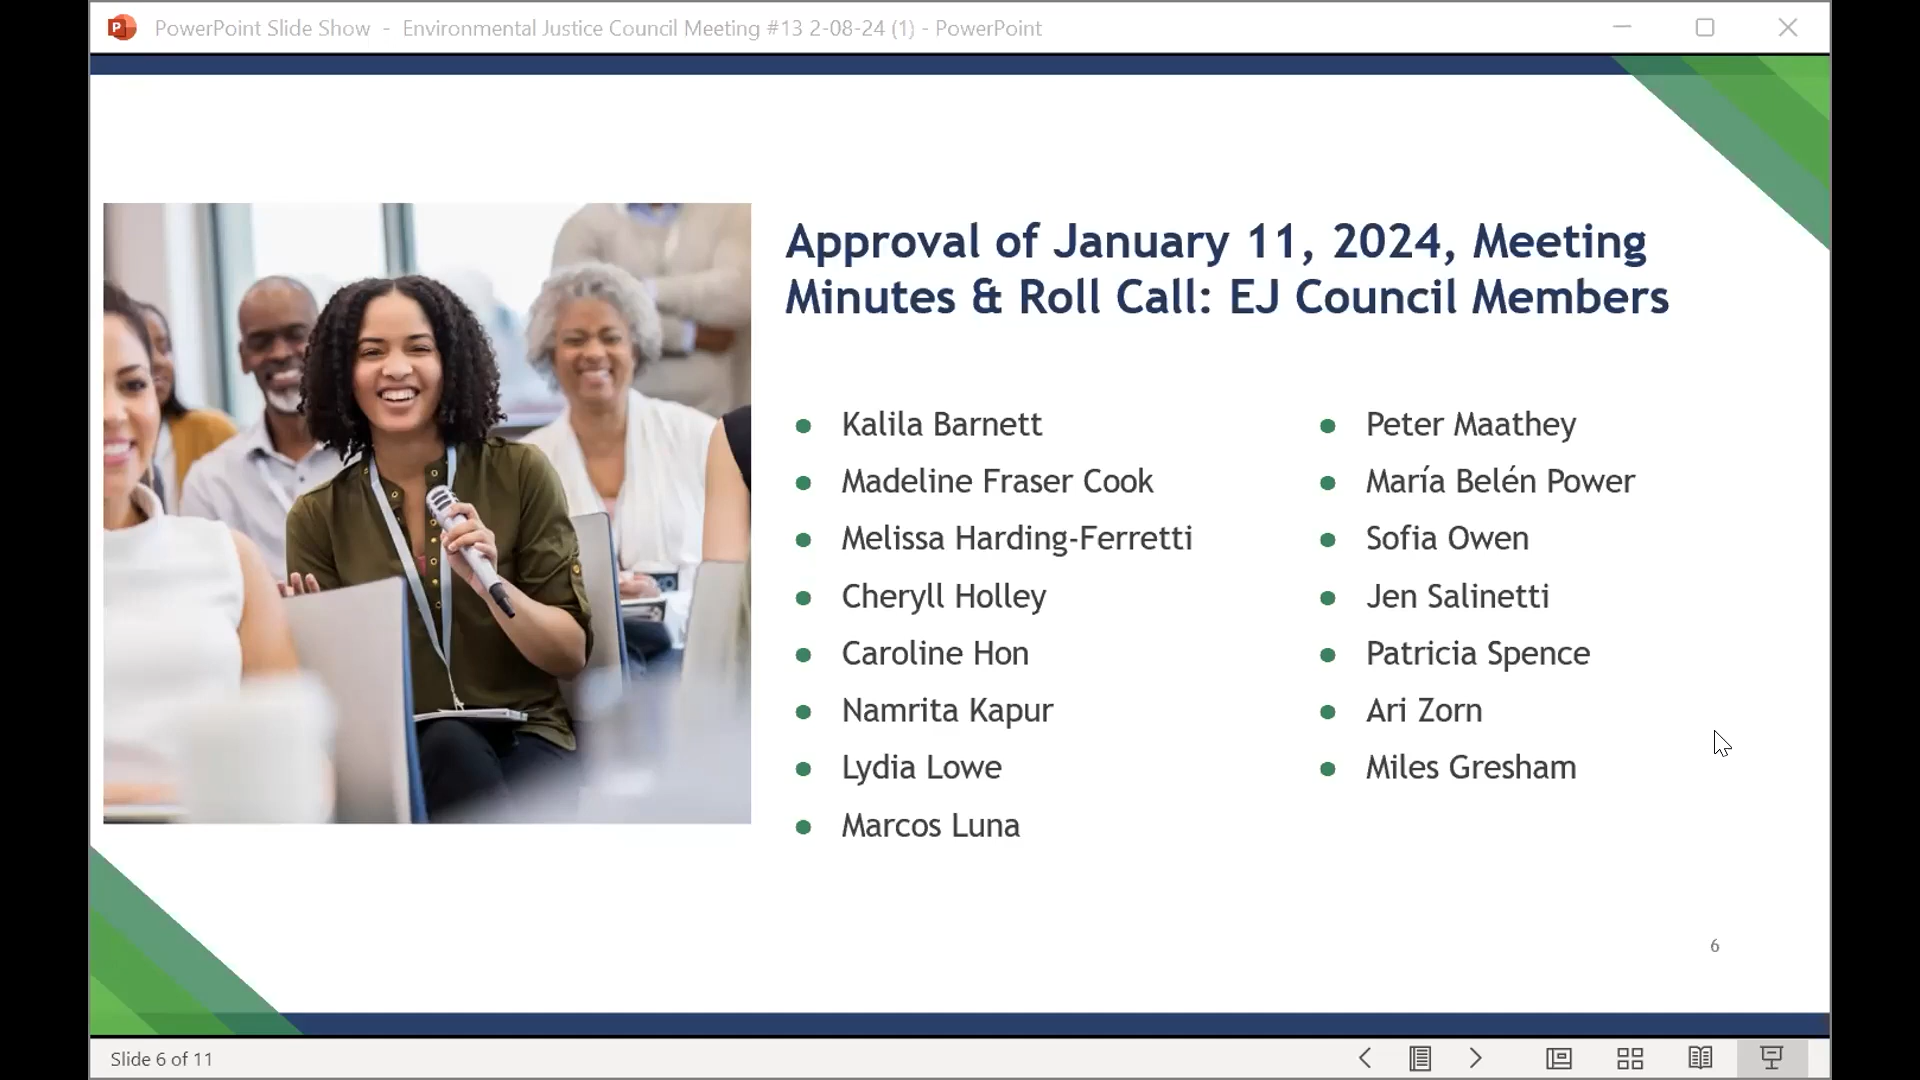 PowerPoint Slide Show - Environmental Justice Council Meeting #13 2-08-24 (1) - PowerPoint
Approval of January 11, 2024, Meeting
Minutes & Roll Call: EJ Council Members
Kalila Barnett
Madeline Fraser Cook
Melissa Harding-Ferretti
Cheryll Holley
Caroline Hon
Namrita Kapur
Lydia Lowe
Marcos Luna
Peter Maathey
María Belén Power
Sofia Owen
Jen Salinetti
Patricia Spence
Ari Zorn
Miles Gresham
6
Slide 6 of 11